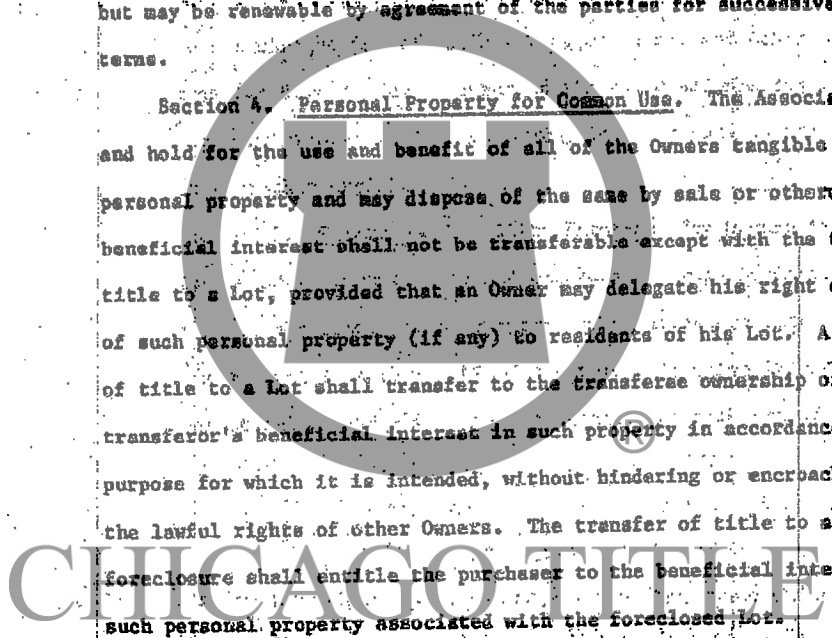 but may be renewable by agreement of the parties for successive
terms.
Section 4. Personal Property for Common Use. The Associ
and hold for the use and benefit of all of the Owners tangible
personal property and may dispose of the same by sale or other
beneficial interest shall not be transferable except with the
title to a Lot, provided that an Owner may delegate his right
of such personal property (if any) to residents of his Lot. A
of title to a Lot shall transfer to the transferee ownership o
transferor's beneficial interest in such property in accordanc
purpose for which it is intended, without hindering or encroac
the lawful rights of other Owners. The transfer of title to a
foreclosure shall entitle the purchaser to the beneficial inte
such personal property associated with the foreclosed Lot.
®
CHICAGO TITLE